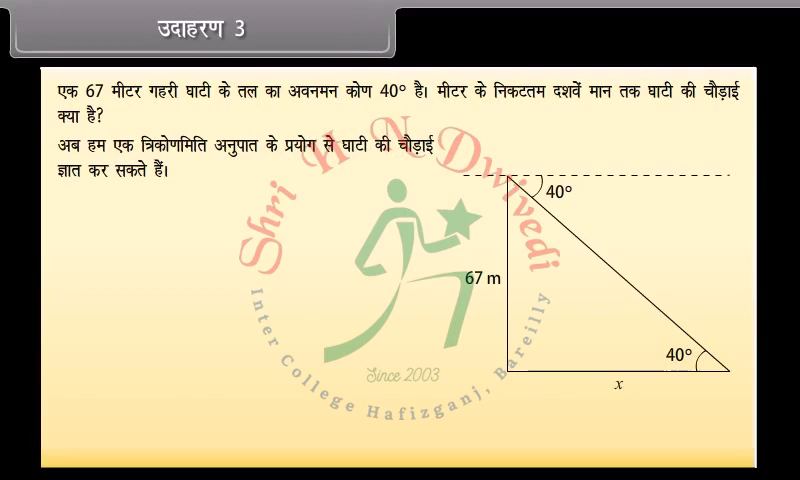 उदाहरण 3
एक 67 मीटर गहरी घाटी के तल का अवनमन कोण 40° है। मीटर के निकटतम दशवें मान तक घाटी की चौड़ाई
क्या है?
अब हम एक त्रिकोणमिति अनुपात के प्रयोग से घाटी की चौड़ाई
ज्ञात कर सकते हैं।
40°
67 m
40°
x
Shri H N Dwivedi
Since 2003
Inter College Hafizganj, Bareilly